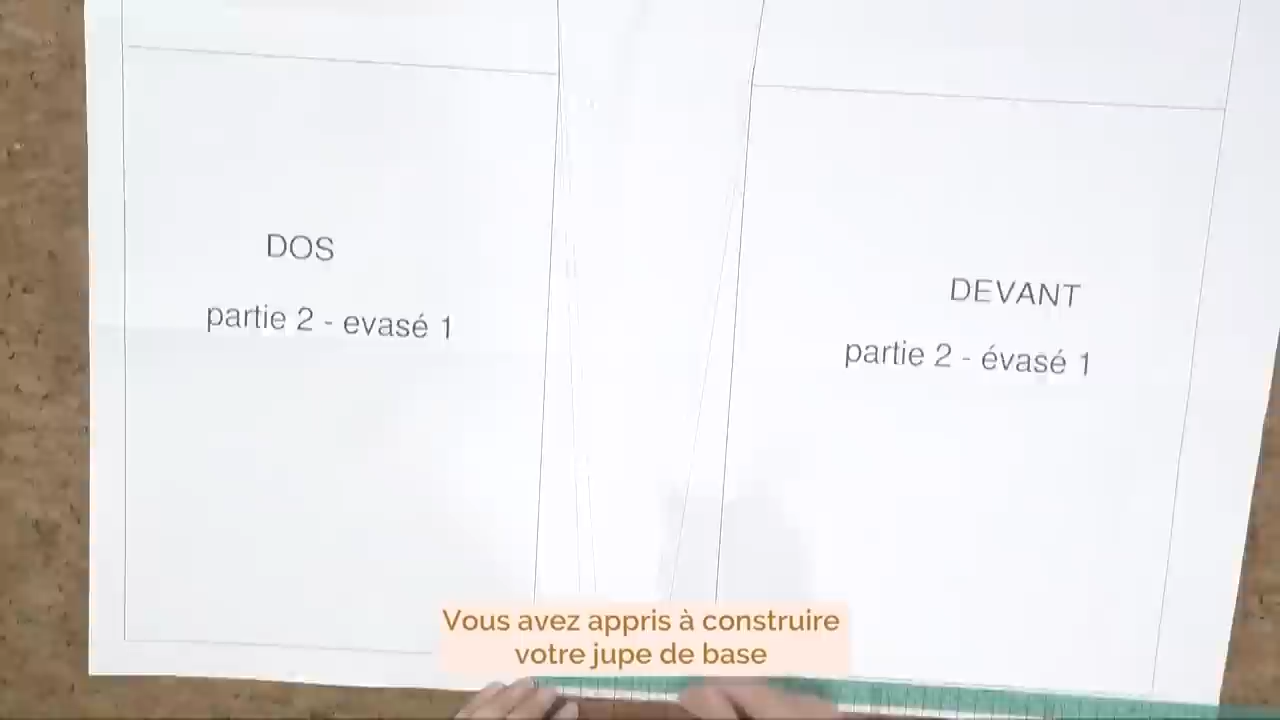 DOS
partie 2 - evasé 1
DEVANT
partie 2 - évasé 1
Vous avez appris à construire
votre jupe de base